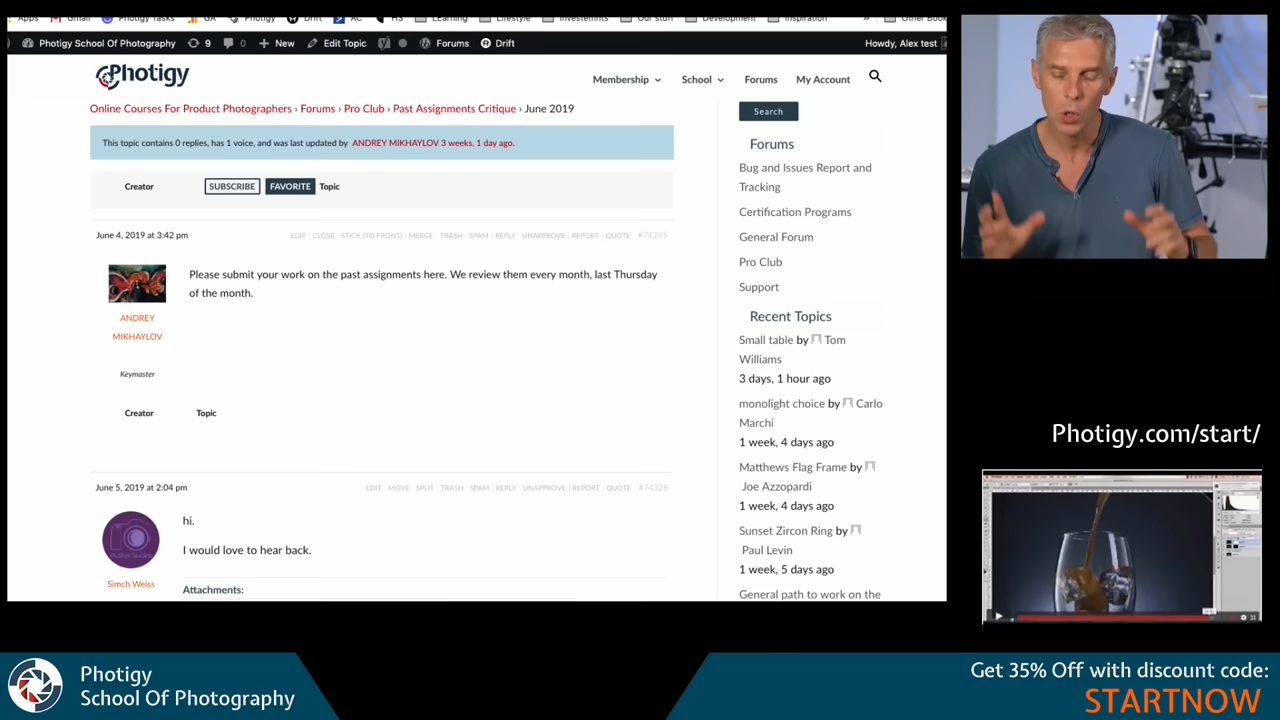 Apps Gmail Photigy Tasks GA Photigy Drift AC H3 LEarning Lifestyle Investemnts Our stuff Development Inspiration » Other Book
Photigy School Of Photography 9 0 New Edit Topic Forums Drift Howdy, Alex test
Photigy
Membership School Forums My Account
Online Courses For Product Photographers › Forums › Pro Club › Past Assignments Critique › June 2019
This topic contains 0 replies, has 1 voice, and was last updated by ANDREY MIKHAYLOV 3 weeks, 1 day ago.
Creator SUBSCRIBE FAVORITE Topic
June 4, 2019 at 3:42 pm EDIT | CLOSE | STICK (TO FRONT) | MERGE | TRASH | SPAM | REPLY | UNAPPROVE | REPORT | QUOTE #74295
Please submit your work on the past assignments here. We review them every month, last Thursday
of the month.
ANDREY
MIKHAYLOV
Keymaster
Creator Topic
June 5, 2019 at 2:04 pm EDIT | MOVE | SPLIT | TRASH | SPAM | REPLY | UNAPPROVE | REPORT | QUOTE #74328
hi.
I would love to hear back.
Simch Weiss
Attachments:
Search
Forums
Bug and Issues Report and
Tracking
Certification Programs
General Forum
Pro Club
Support
Recent Topics
Small table by Tom
Williams
3 days, 1 hour ago
monolight choice by Carlo
Marchi
1 week, 4 days ago
Matthews Flag Frame by
Joe Azzopardi
1 week, 4 days ago
Sunset Zircon Ring by
Paul Levin
1 week, 5 days ago
General path to work on the
Photigy.com/start/
Photigy
School Of Photography
Get 35% Off with discount code:
STARTNOW